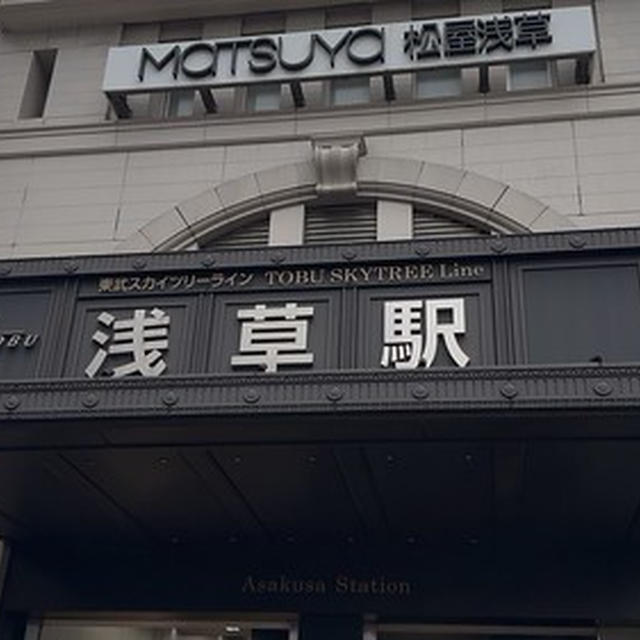 MATSUYA 松屋浅草
東武スカイツリーライン TOBU SKYTREE Line
浅草駅
OBU
Asakusa Station